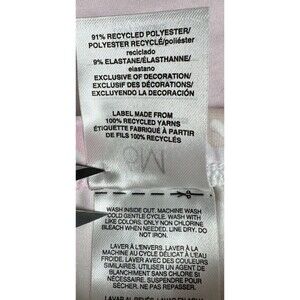 91% RECYCLED POLYESTER/
POLYESTER RECYCLÉ/poliéster
reciclado
9% ELASTANE/ÉLASTHANNE/
elastano
EXCLUSIVE OF DECORATION/
EXCLUSIF DES DÉCORATIONS/
EXCLUYENDO LA DECORACIÓN
LABEL MADE FROM
100% RECYCLED YARNS
ÉTIQUETTE FABRIQUÉ À PARTIR
DE FILS 100% RECYCLÉS
WASH INSIDE OUT. MACHINE WASH
COLD GENTLE CYCLE. WASH WITH
LIKE COLORS. ONLY NON CHLORINE
BLEACH WHEN NEEDED. LINE DRY. DO
NOT IRON.
LAVER À L'ENVERS. LAVER À LA
MACHINE AU CYCLE DÉLICAT À L'EAU
FROIDE. LAVER AVEC DES COULEURS
SIMILAIRES. UTILISER UN AGENT DE
BLANCHIMENT SANS CHLORE SI
NÉCESSAIRE. SUSPENDRE POUR
SÉCHER. NE PAS REPASSER.